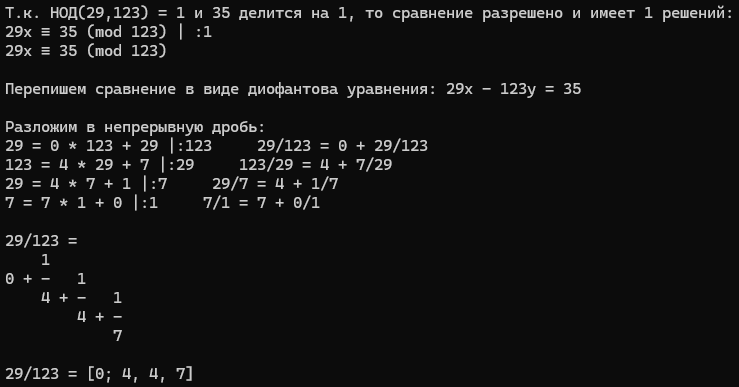 Т.к. НОД(29,123) = 1 и 35 делится на 1, то сравнение разрешено и имеет 1 решений:
29x ≡ 35 (mod 123) | :1
29x ≡ 35 (mod 123)
Перепишем сравнение в виде диофантова уравнения: 29x - 123y = 35
Разложим в непрерывную дробь:
29 = 0 * 123 + 29 |:123     29/123 = 0 + 29/123
123 = 4 * 29 + 7 |:29     123/29 = 4 + 7/29
29 = 4 * 7 + 1 |:7     29/7 = 4 + 1/7
7 = 7 * 1 + 0 |:1     7/1 = 7 + 0/1
29/123 =
    1
0 + -   1
    4 + -   1
        4 + -
            7
29/123 = [0; 4, 4, 7]